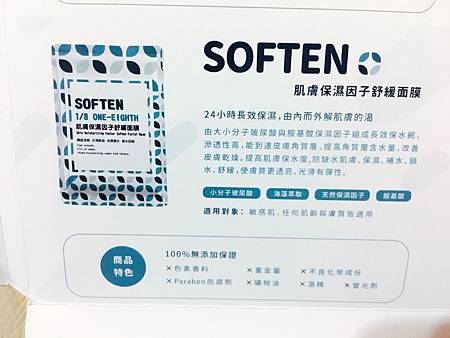 SOFTEN
肌膚保濕因子舒緩面膜
24小時長效保濕,由內而外解肌膚的渴
由大小分子玻尿酸與胺基酸保濕因子組成長效保水網,
滲透性高,能到達皮膚角質層,提高角質層含水量,改善
皮膚乾燥。提高肌膚保水度,防缺水肌膚、保濕、補水、鎖
水、舒緩,使膚質更透亮、光滑有彈性。
小分子玻尿酸 海藻萃取 天然保濕因子 胺基酸
適用對象: 敏感肌、任何肌齡與膚質皆適用
SOFTEN
1/8 ONE-EIGHTH
肌膚保濕因子舒緩面膜
Skin Moisturizing Factor Soften Facial Mask
商品
特色
100%無添加保證
×色素香料 ×重金屬 ×不良化學成份
×Paraben防腐劑 ×礦物油 ×酒精 ×螢光劑